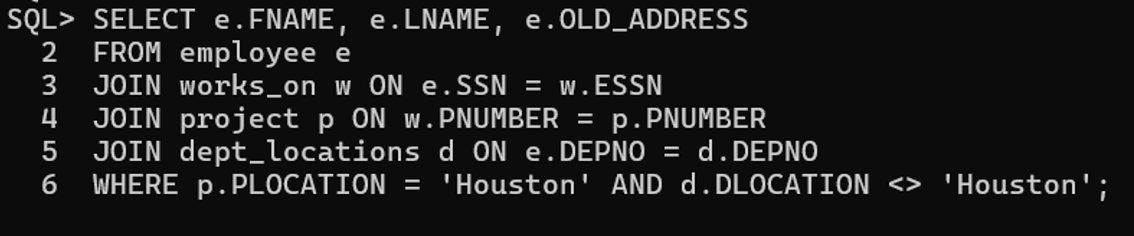 SQL> SELECT e.FNAME, e.LNAME, e.OLD_ADDRESS
2 FROM employee e
3 JOIN works_on w ON e.SSN = w.ESSN
4 JOIN project p ON w.PNUMBER = p.PNUMBER
5 JOIN dept_locations d ON e.DEPNO = d.DEPNO
6 WHERE p.PLOCATION = 'Houston' AND d.DLOCATION <> 'Houston';